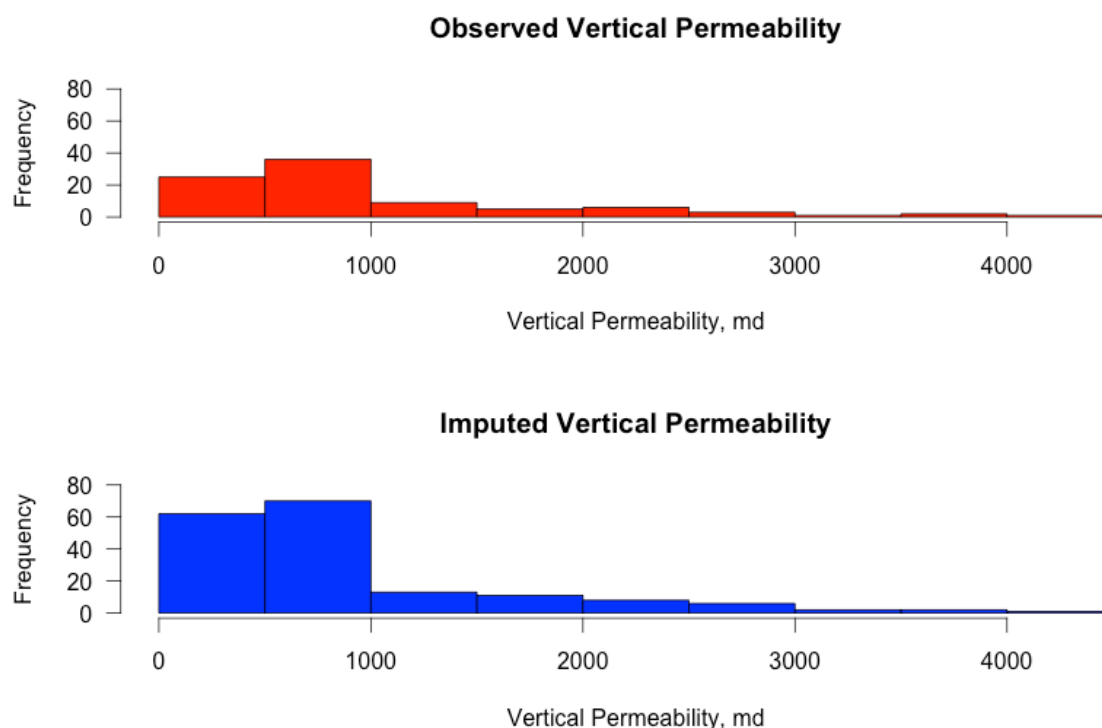 Observed Vertical Permeability
Frequency
80
60
40
20
0
0 1000 2000 3000 4000
Vertical Permeability, md
Imputed Vertical Permeability
Frequency
80
60
40
20
0
0 1000 2000 3000 4000
Vertical Permeability, md